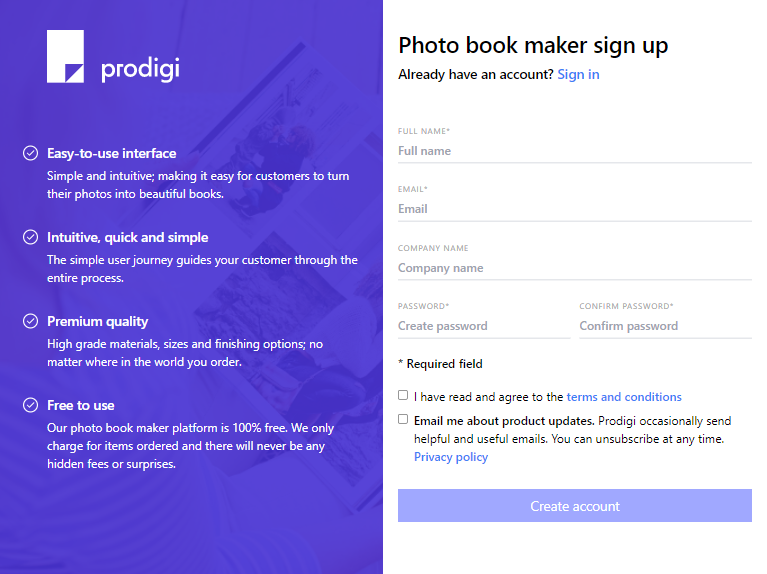 prodigi
Easy-to-use interface
Simple and intuitive; making it easy for customers to turn
their photos into beautiful books.
Intuitive, quick and simple
The simple user journey guides your customer through the
entire process.
Premium quality
High grade materials, sizes and finishing options; no
matter where in the world you order.
Free to use
Our photo book maker platform is 100% free. We only
charge for items ordered and there will never be any
hidden fees or surprises.
Photo book maker sign up
Already have an account? Sign in
FULL NAME*
Full name
EMAIL*
Email
COMPANY NAME
Company name
PASSWORD* CONFIRM PASSWORD*
Create password Confirm password
* Required field
I have read and agree to the terms and conditions
Email me about product updates. Prodigi occasionally send
helpful and useful emails. You can unsubscribe at any time.
Privacy policy
Create account